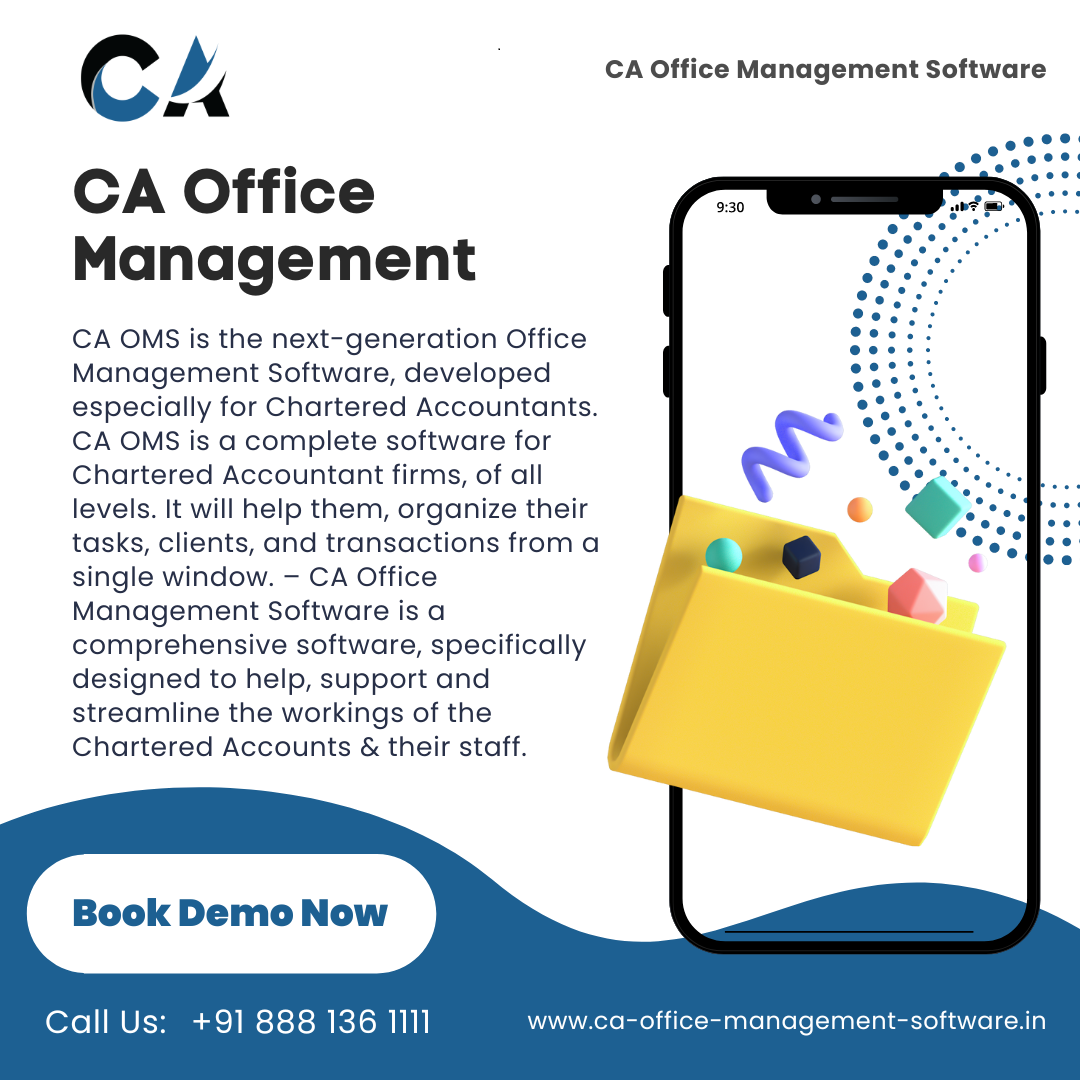 CA
CA Office Management Software
CA Office
Management
CA OMS is the next-generation Office
Management Software, developed
especially for Chartered Accountants.
CA OMS is a complete software for
Chartered Accountant firms, of all
levels. It will help them, organize their
tasks, clients, and transactions from a
single window. – CA Office
Management Software is a
comprehensive software, specifically
designed to help, support and
streamline the workings of the
Chartered Accounts & their staff.
9:30
Book Demo Now
Call Us: +91 888 136 1111
www.ca-office-management-software.in